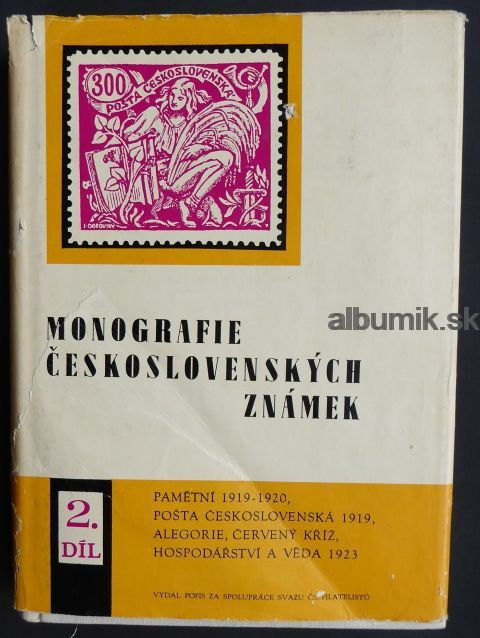 300
POŠTA ČESKOSLOVENSKÁ
albumik.sk
MONOGRAFIE
ČESKOSLOVENSKÝCH
ZNÁMEK
2.
DÍL
PAMĚTNÍ 1919-1920,
POŠTA ČESKOSLOVENSKÁ 1919,
ALEGORIE, ČERVENÝ KŘÍŽ,
HOSPODÁŘSTVÍ A VĚDA 1923
VYDAL POFIS ZA SPOLUPRÁCE SVAZU ČS. FILATELISTŮ